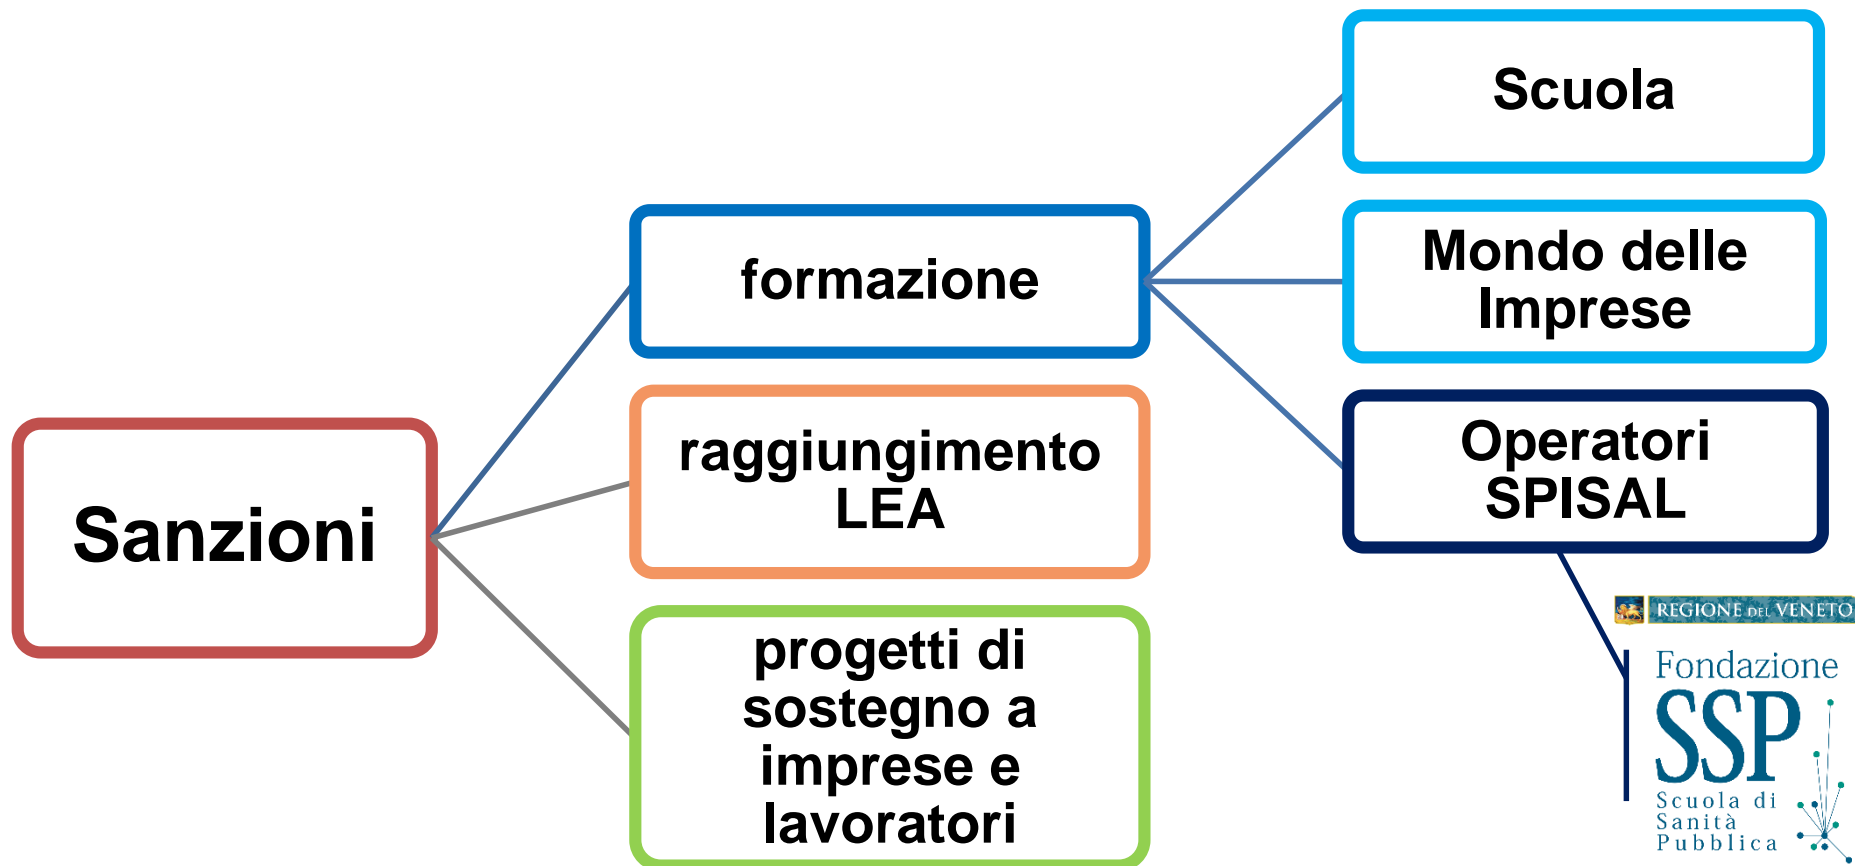 Sanzioni
formazione
raggiungimento
LEA
progetti di
sostegno a
imprese e
lavoratori
Scuola
Mondo delle
Imprese
Operatori
SPISAL
REGIONE DEL VENETO
Fondazione
SSP
Scuola di
Sanità
Pubblica